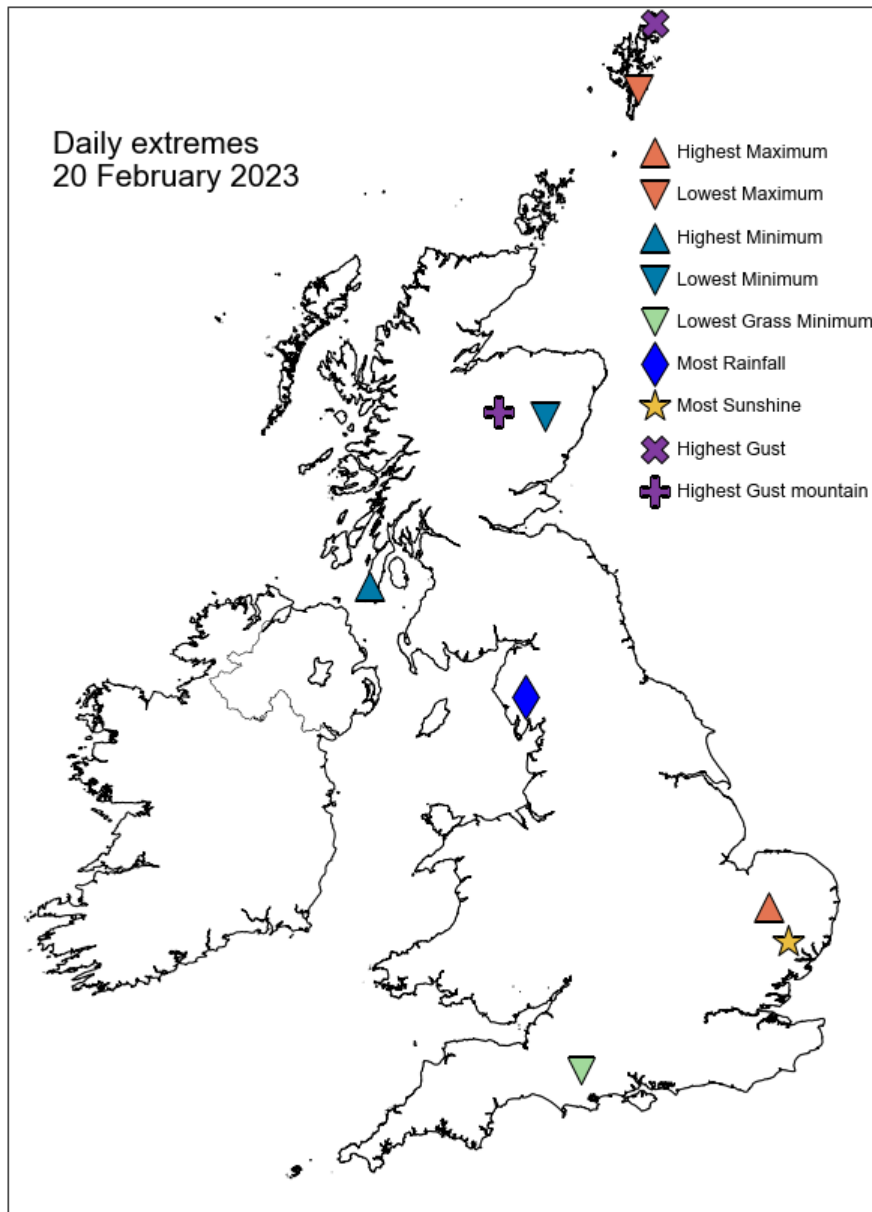 Daily extremes
20 February 2023
Highest Maximum
Lowest Maximum
Highest Minimum
Lowest Minimum
Lowest Grass Minimum
Most Rainfall
Most Sunshine
Highest Gust
Highest Gust mountain